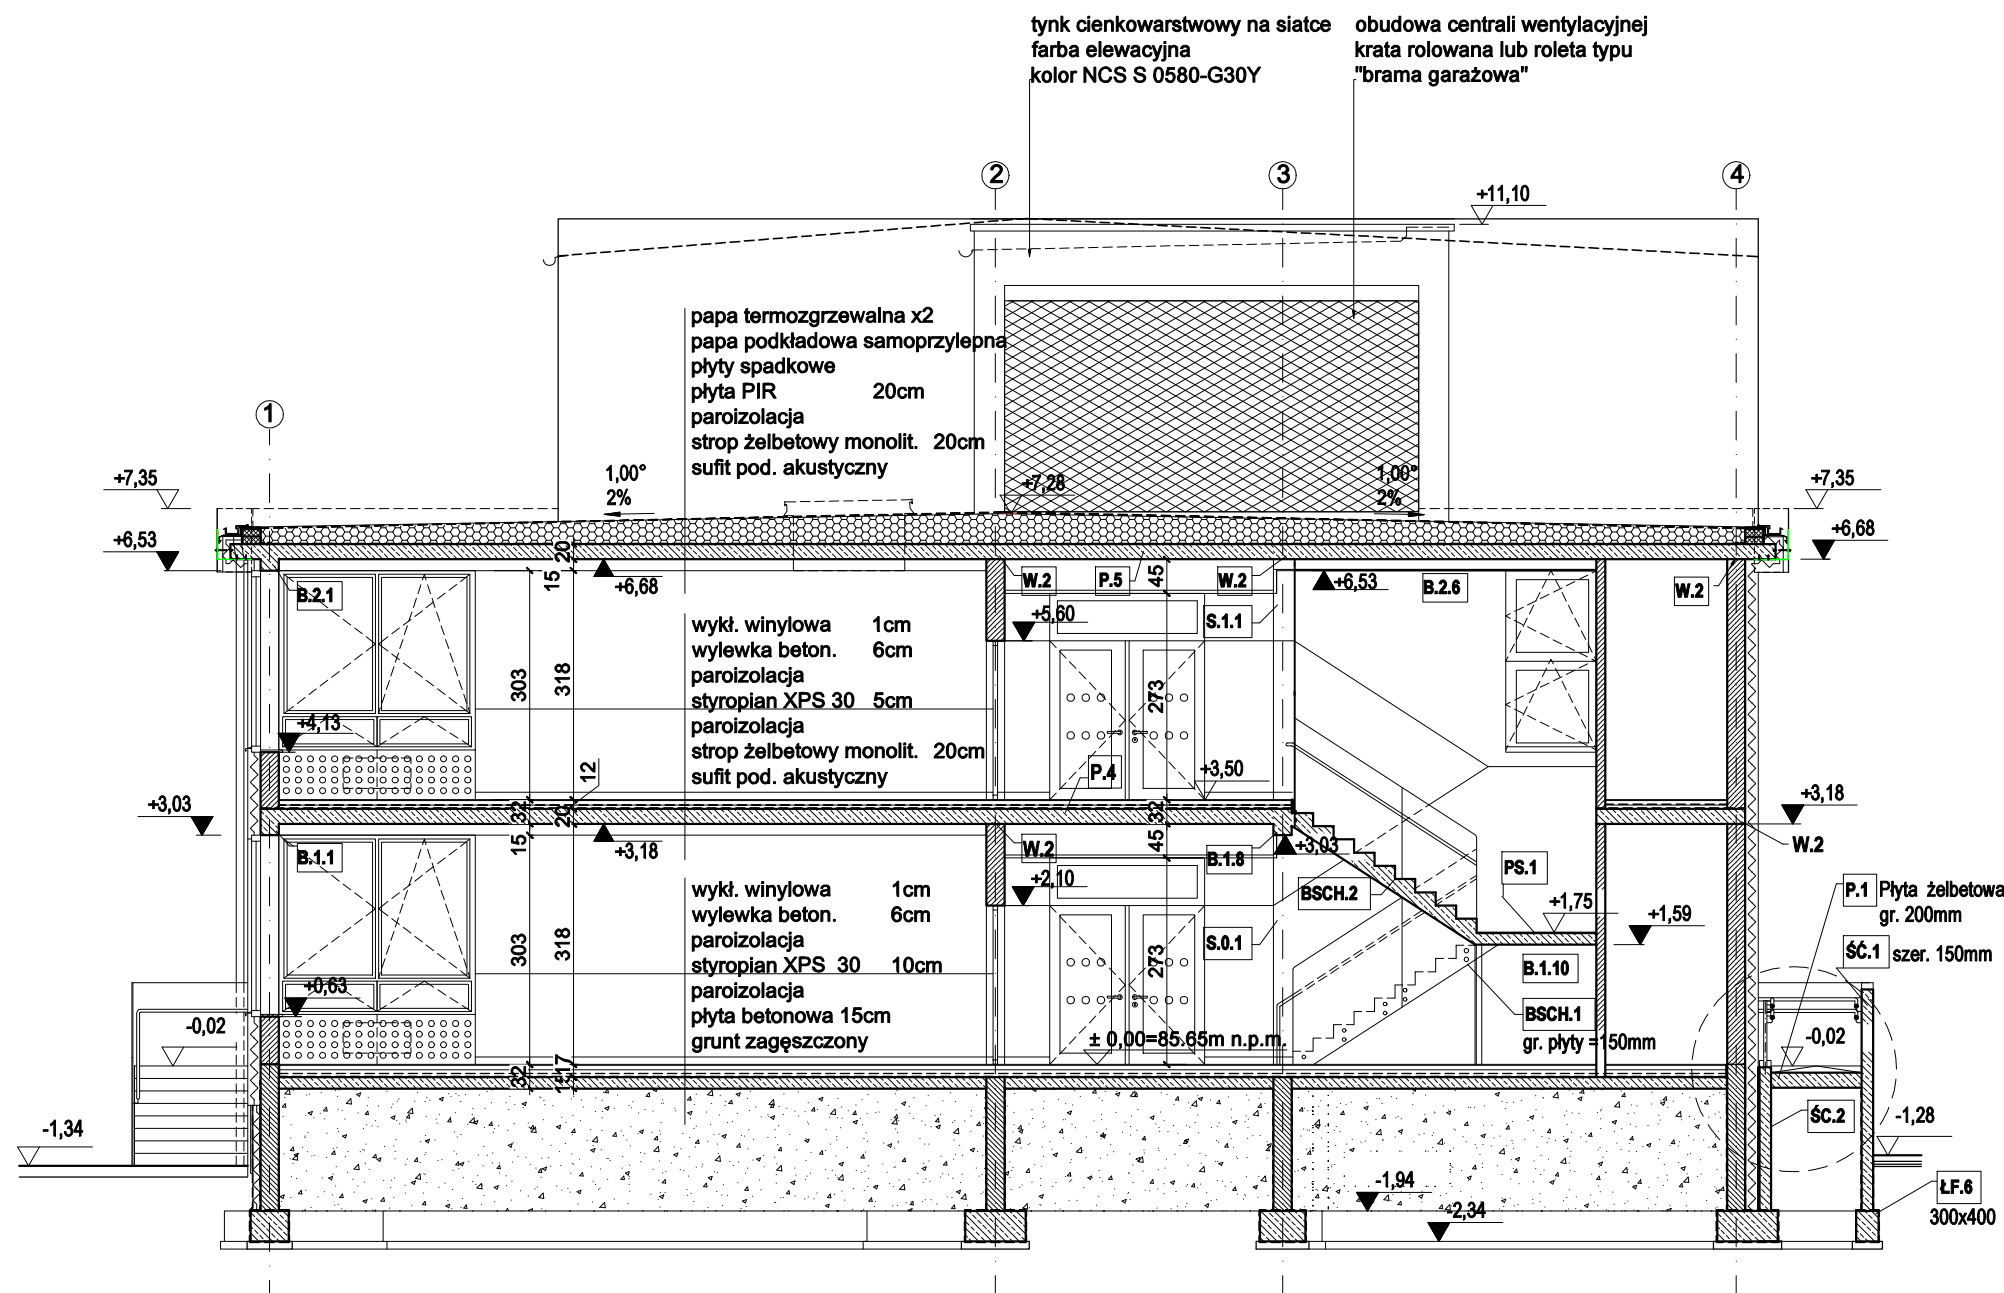 tynk cienkowarstwowy na siatce
farba elewacyjna
kolor NCS S 0580-G30Y
obudowa centrali wentylacyjnej
krata rolowana lub roleta typu
"brama garażowa"
2
3
4
+11,10
1
papa termozgrzewalna x2
papa podkładowa samoprzylepna
płyty spadkowe
płyta PIR 20cm
paroizolacja
strop żelbetowy monolit. 20cm
sufit pod. akustyczny
1,00°
2%
+7,28
1,00°
2%
+7,35
+7,35
+6,53
+6,68
20
15
+6,68
W.2
P.5
45
W.2
+6,53
B.2.6
W.2
B.2.1
+5,60
S.1.1
wykł. winylowa 1cm
wylewka beton. 6cm
paroizolacja
styropian XPS 30 5cm
paroizolacja
strop żelbetowy monolit. 20cm
sufit pod. akustyczny
303
318
273
+4,13
12
P.4
+3,50
+3,03
32
20
32
+3,18
15
+3,18
45
W.2
B.1.8
+3,03
W.2
B.1.1
+2,10
BSCH.2
PS.1
+1,75
+1,59
P.1 Płyta żelbetowa
gr. 200mm
ŚC.1 szer. 150mm
wykł. winylowa 1cm
wylewka beton. 6cm
paroizolacja
styropian XPS 30 10cm
paroizolacja
płyta betonowa 15cm
grunt zagęszczony
303
318
273
S.0.1
B.1.10
BSCH.1
gr. płyty =150mm
+0,63
-0,02
± 0,00=85.65m n.p.m.
-0,02
32
17
15
ŚC.2
-1,34
-1,28
-1,94
-2,34
ŁF.6
300x400